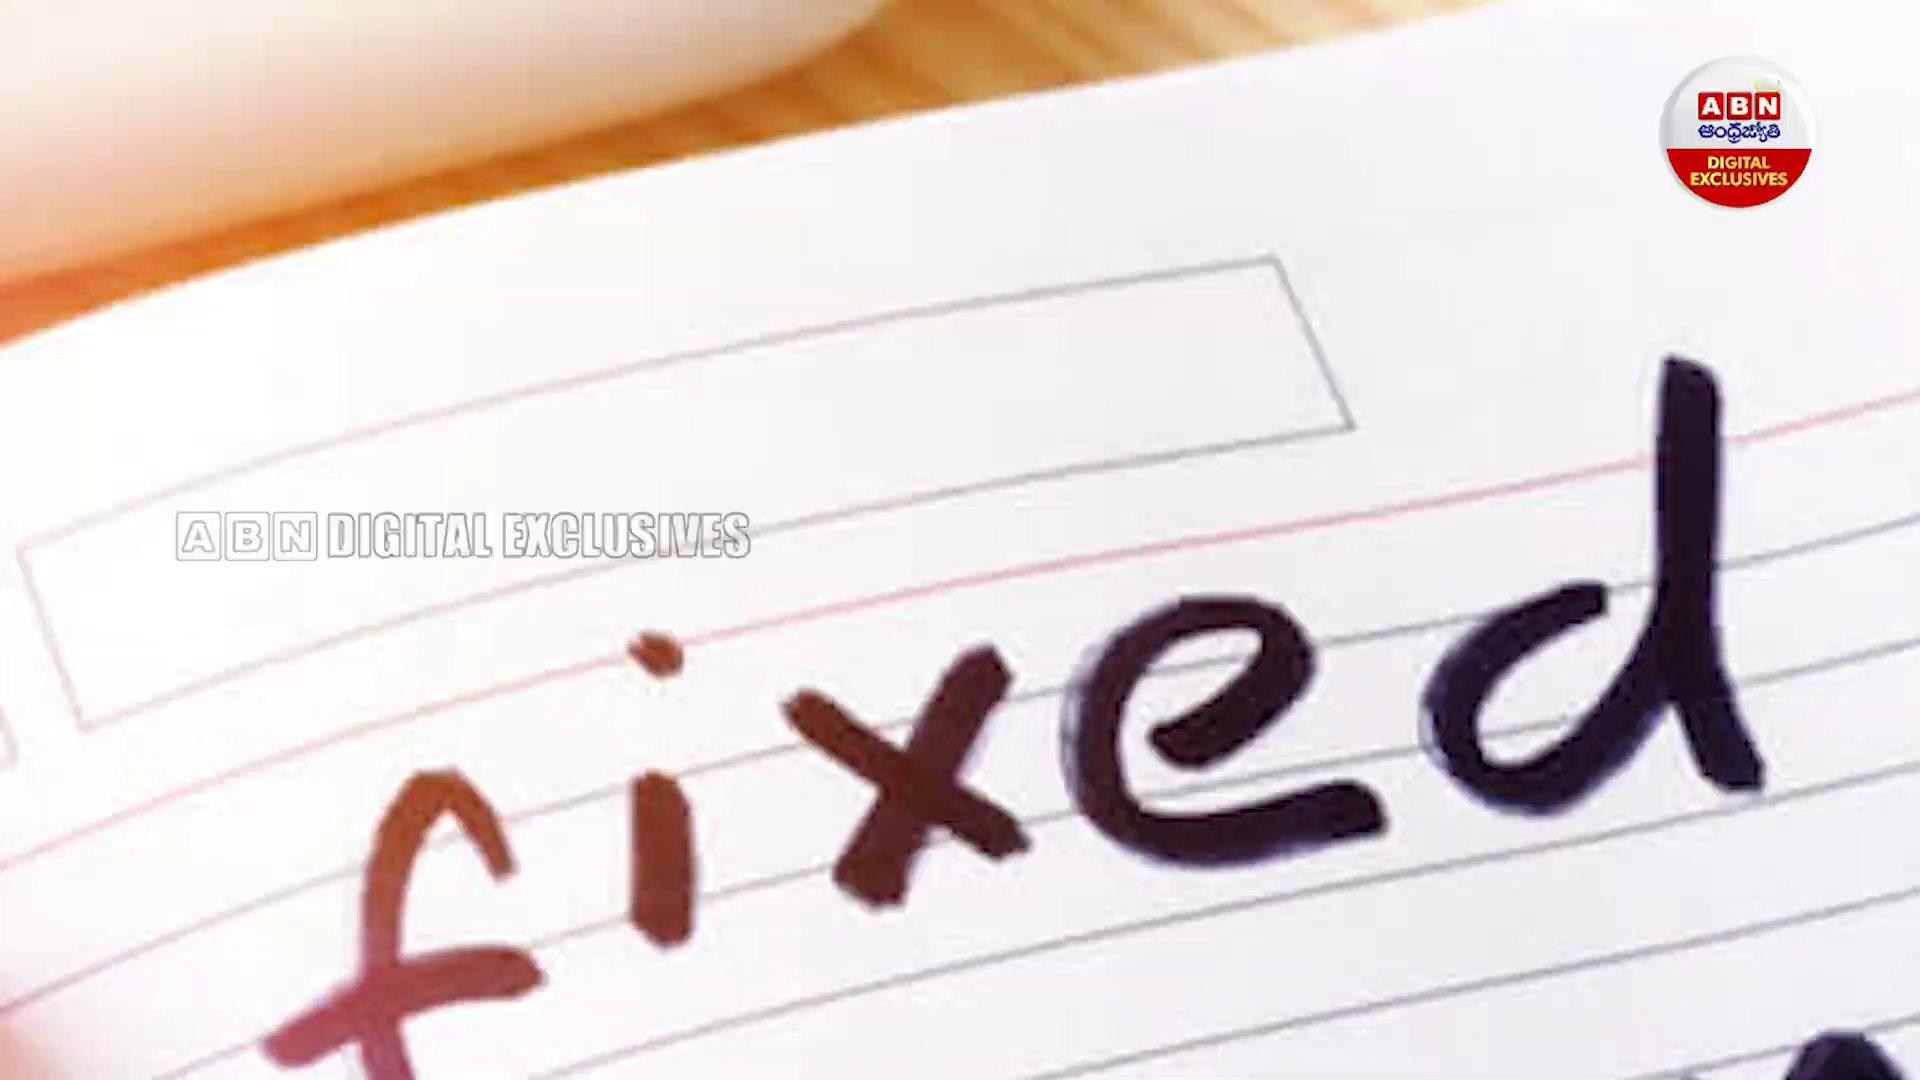 ABN
ఆంధ్రజ్యోతి
DIGITAL
EXCLUSIVES
ABN DIGITAL EXCLUSIVES
fixed